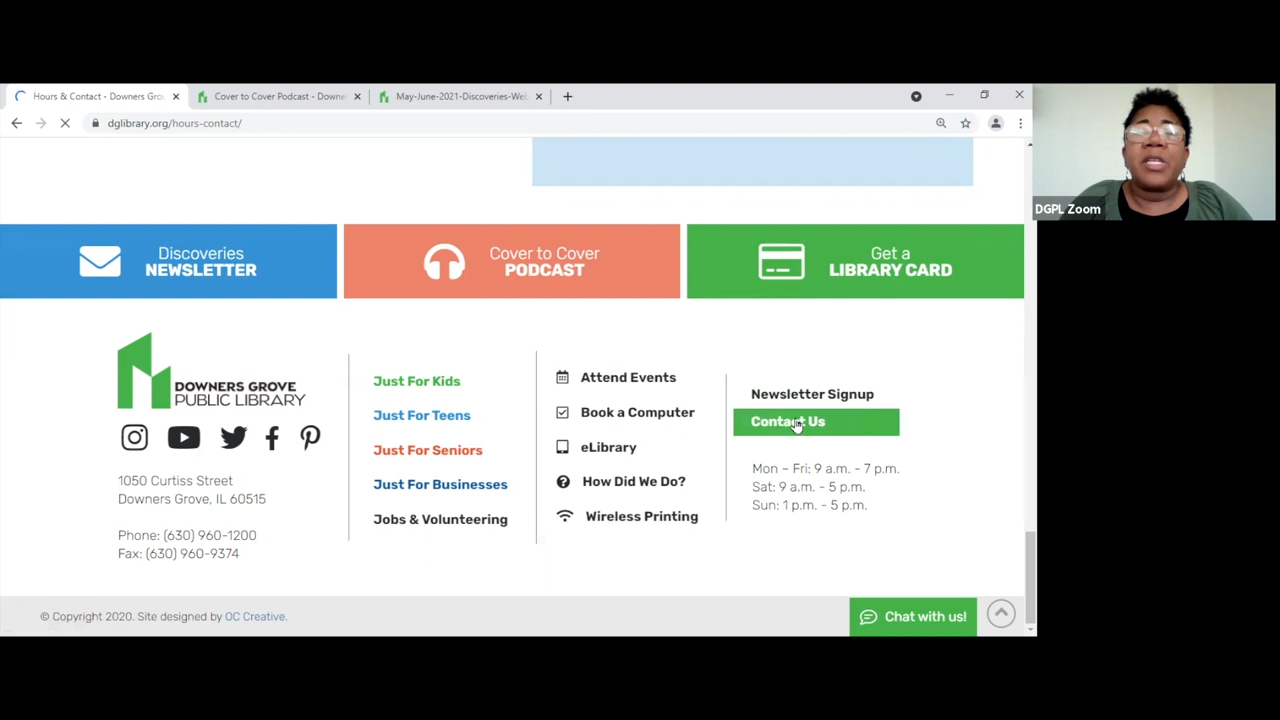 Hours & Contact - Downers Gro
Cover to Cover Podcast - Downe
May-June-2021-Discoveries-Web
dglibrary.org/hours-contact/
DGPL Zoom
Discoveries
NEWSLETTER
Cover to Cover
PODCAST
Get a
LIBRARY CARD
DOWNERS GROVE
PUBLIC LIBRARY
1050 Curtiss Street
Downers Grove, IL 60515
Phone: (630) 960-1200
Fax: (630) 960-9374
Just For Kids
Just For Teens
Just For Seniors
Just For Businesses
Jobs & Volunteering
Attend Events
Book a Computer
eLibrary
How Did We Do?
Wireless Printing
Newsletter Signup
Contact Us
Mon – Fri: 9 a.m. - 7 p.m.
Sat: 9 a.m. - 5 p.m.
Sun: 1 p.m. - 5 p.m.
© Copyright 2020. Site designed by OC Creative.
Chat with us!